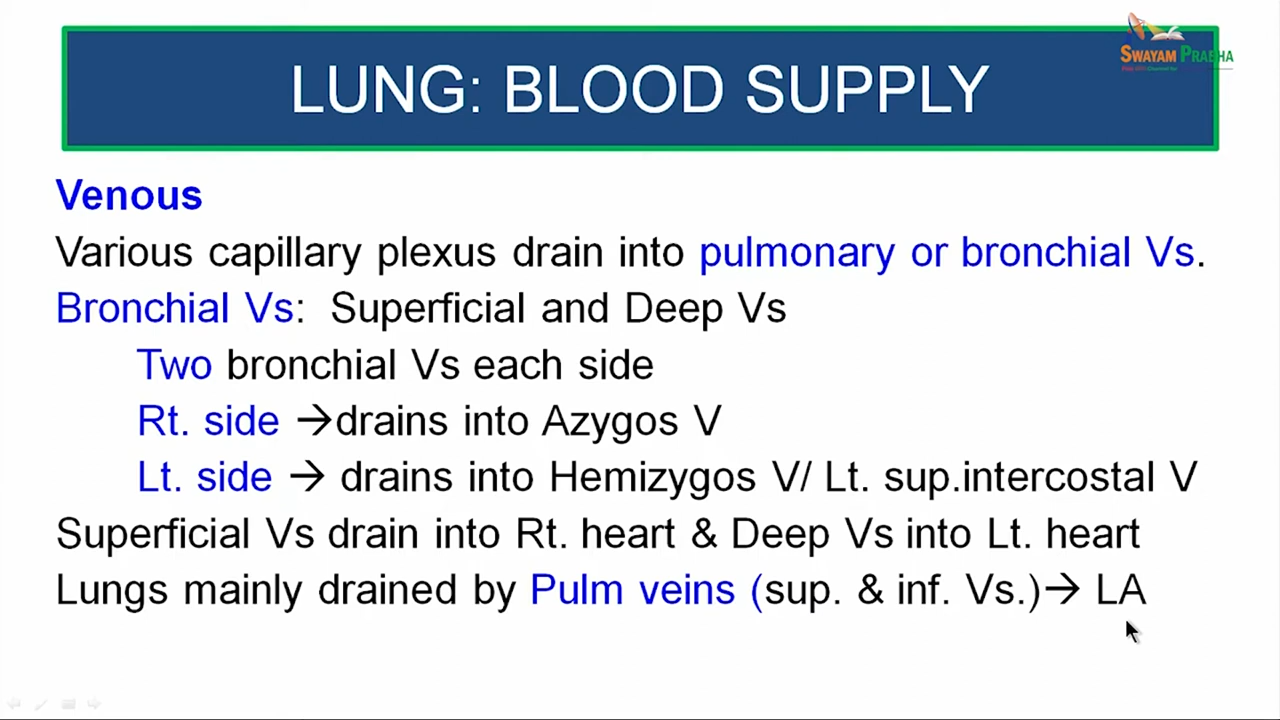 SWAYAM PRABHA
LUNG: BLOOD SUPPLY
Venous
Various capillary plexus drain into pulmonary or bronchial Vs.
Bronchial Vs: Superficial and Deep Vs
Two bronchial Vs each side
Rt. side →drains into Azygos V
Lt. side → drains into Hemizygos V/ Lt. sup.intercostal V
Superficial Vs drain into Rt. heart & Deep Vs into Lt. heart
Lungs mainly drained by Pulm veins (sup. & inf. Vs.)→ LA